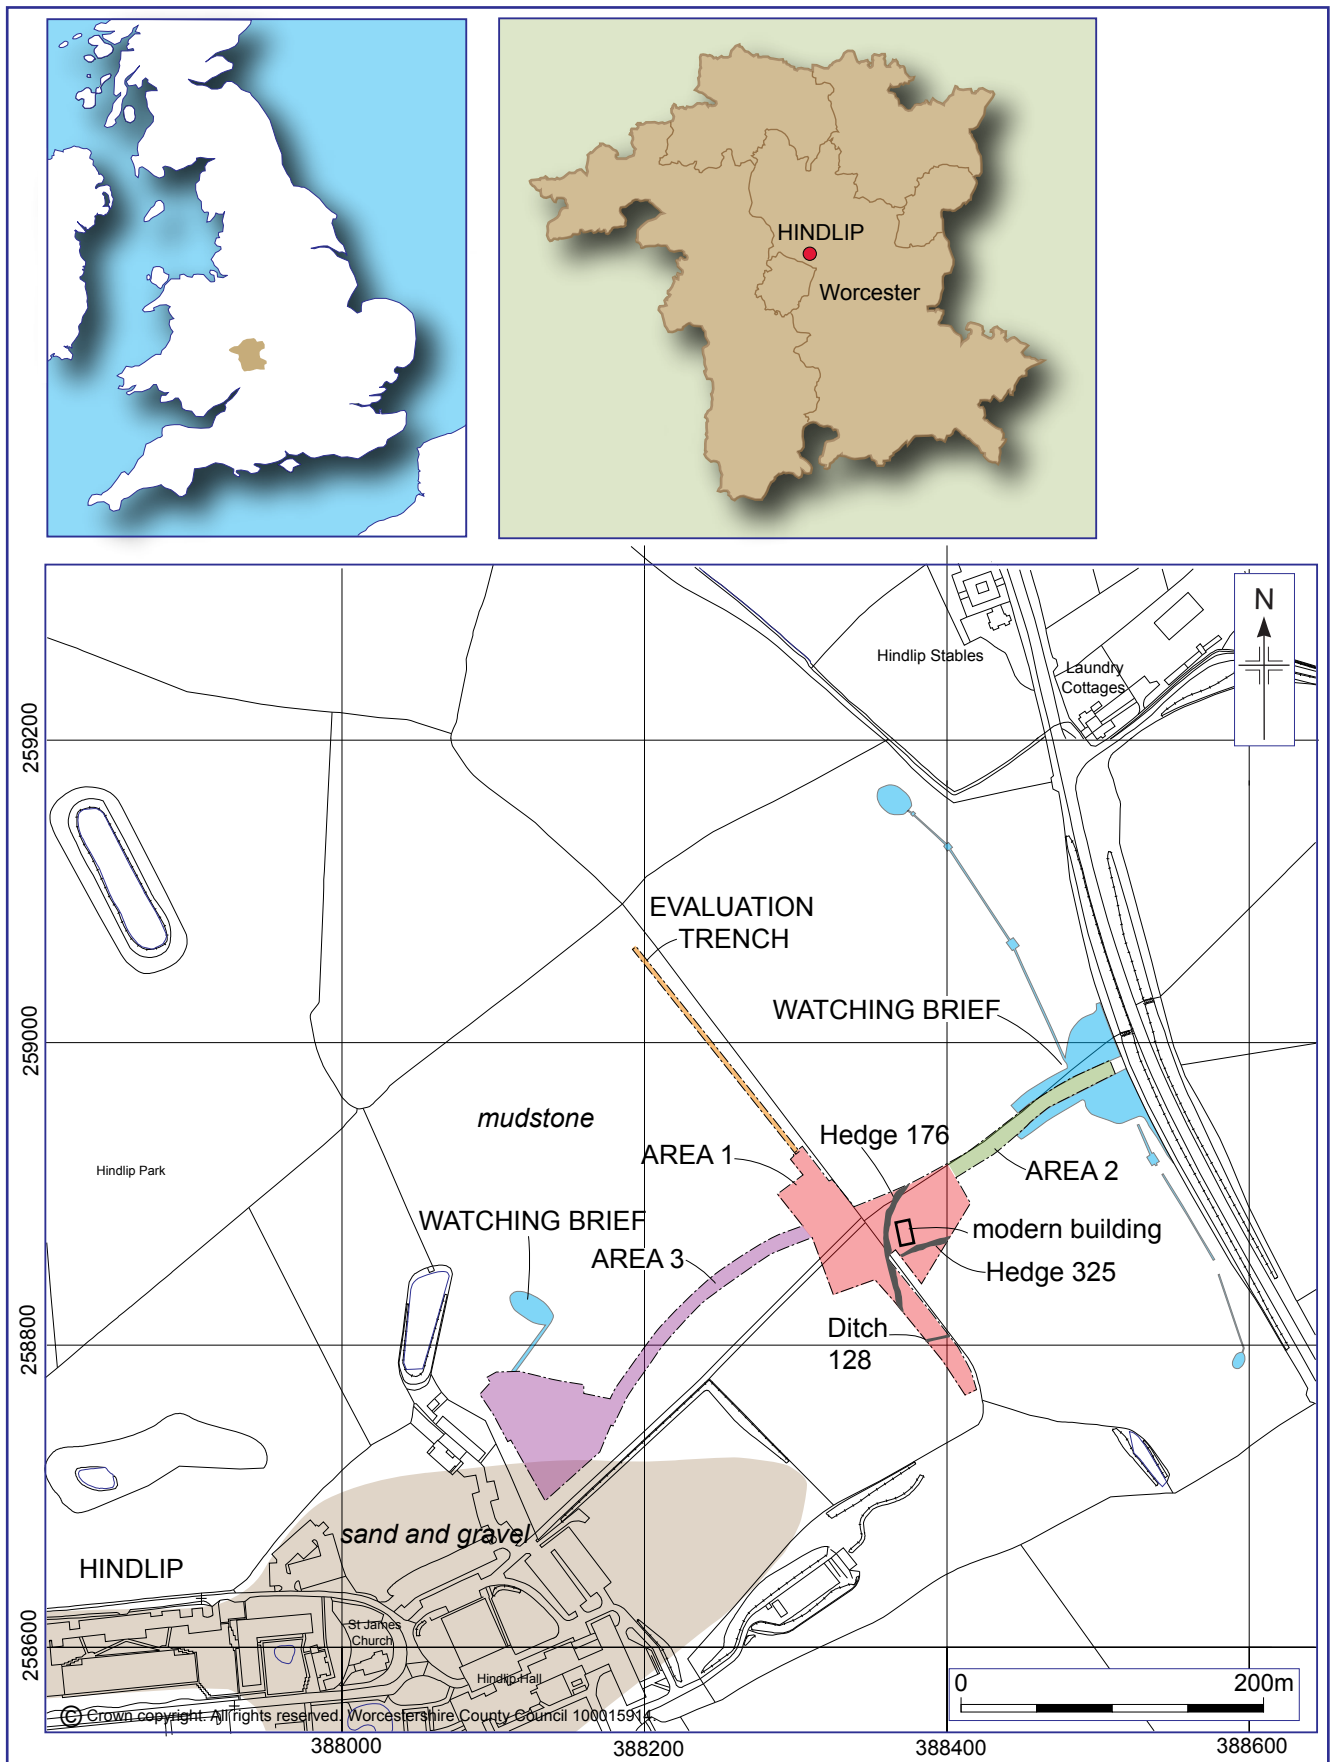 HINDLIP
Worcester
N
Hindlip Stables
Laundry
Cottages
259200
EVALUATION
TRENCH
WATCHING BRIEF
259000
mudstone
Hedge 176
AREA 1
AREA 2
Hindlip Park
WATCHING BRIEF
modern building
AREA 3
Hedge 325
Ditch
128
258800
sand and gravel
HINDLIP
St James
Church
258600
Hindlip Hall
0 200m
© Crown copyright. All rights reserved. Worcestershire County Council 100015914.
388000 388200 388400 388600